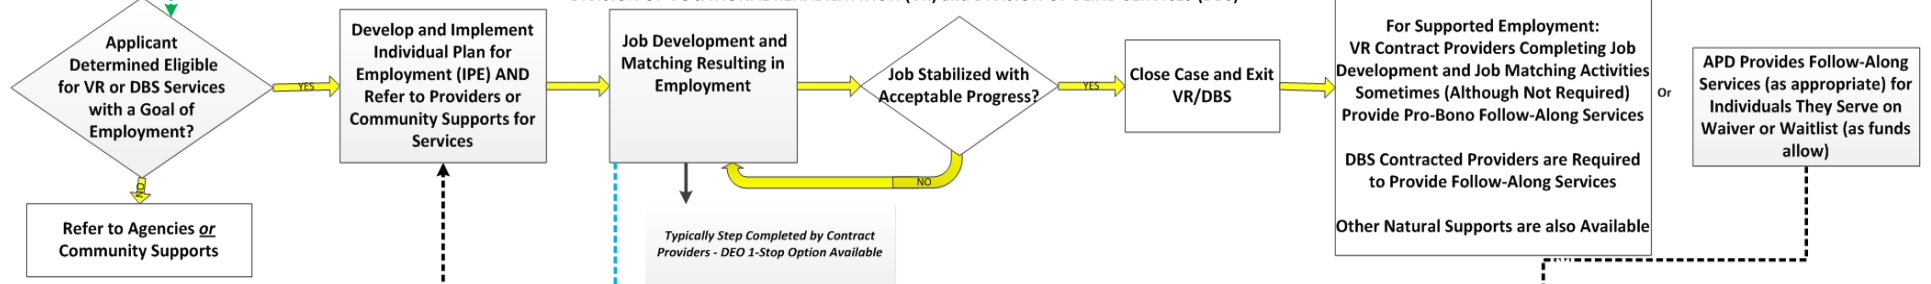 Applicant
Determined Eligible
for VR or DBS Services
with a Goal of
Employment?
YES
NO
Refer to Agencies or
Community Supports
Develop and Implement
Individual Plan for
Employment (IPE) AND
Refer to Providers or
Community Supports for
Services
Job Development and
Matching Resulting in
Employment
Typically Step Completed by Contract
Providers - DEO 1-Stop Option Available
Job Stabilized with
Acceptable Progress?
YES
NO
Close Case and Exit
VR/DBS
For Supported Employment:
VR Contract Providers Completing Job
Development and Job Matching Activities
Sometimes (Although Not Required)
Provide Pro-Bono Follow-Along Services
DBS Contracted Providers are Required
to Provide Follow-Along Services
Other Natural Supports are also Available
Or
APD Provides Follow-Along
Services (as appropriate) for
Individuals They Serve on
Waiver or Waitlist (as funds
allow)